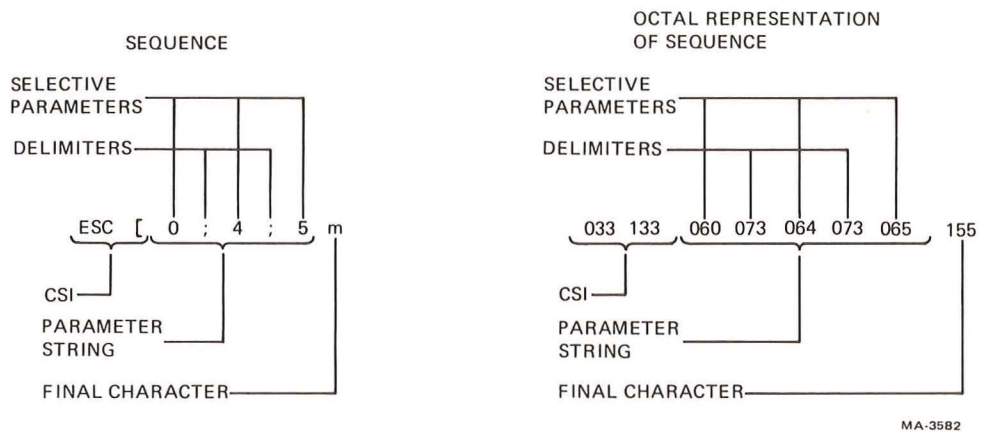 SEQUENCE
SELECTIVE
PARAMETERS
DELIMITERS
ESC [ 0 ; 4 ; 5 m
CSI
PARAMETER
STRING
FINAL CHARACTER
OCTAL REPRESENTATION
OF SEQUENCE
SELECTIVE
PARAMETERS
DELIMITERS
033 133 060 073 064 073 065 155
CSI
PARAMETER
STRING
FINAL CHARACTER
MA-3582